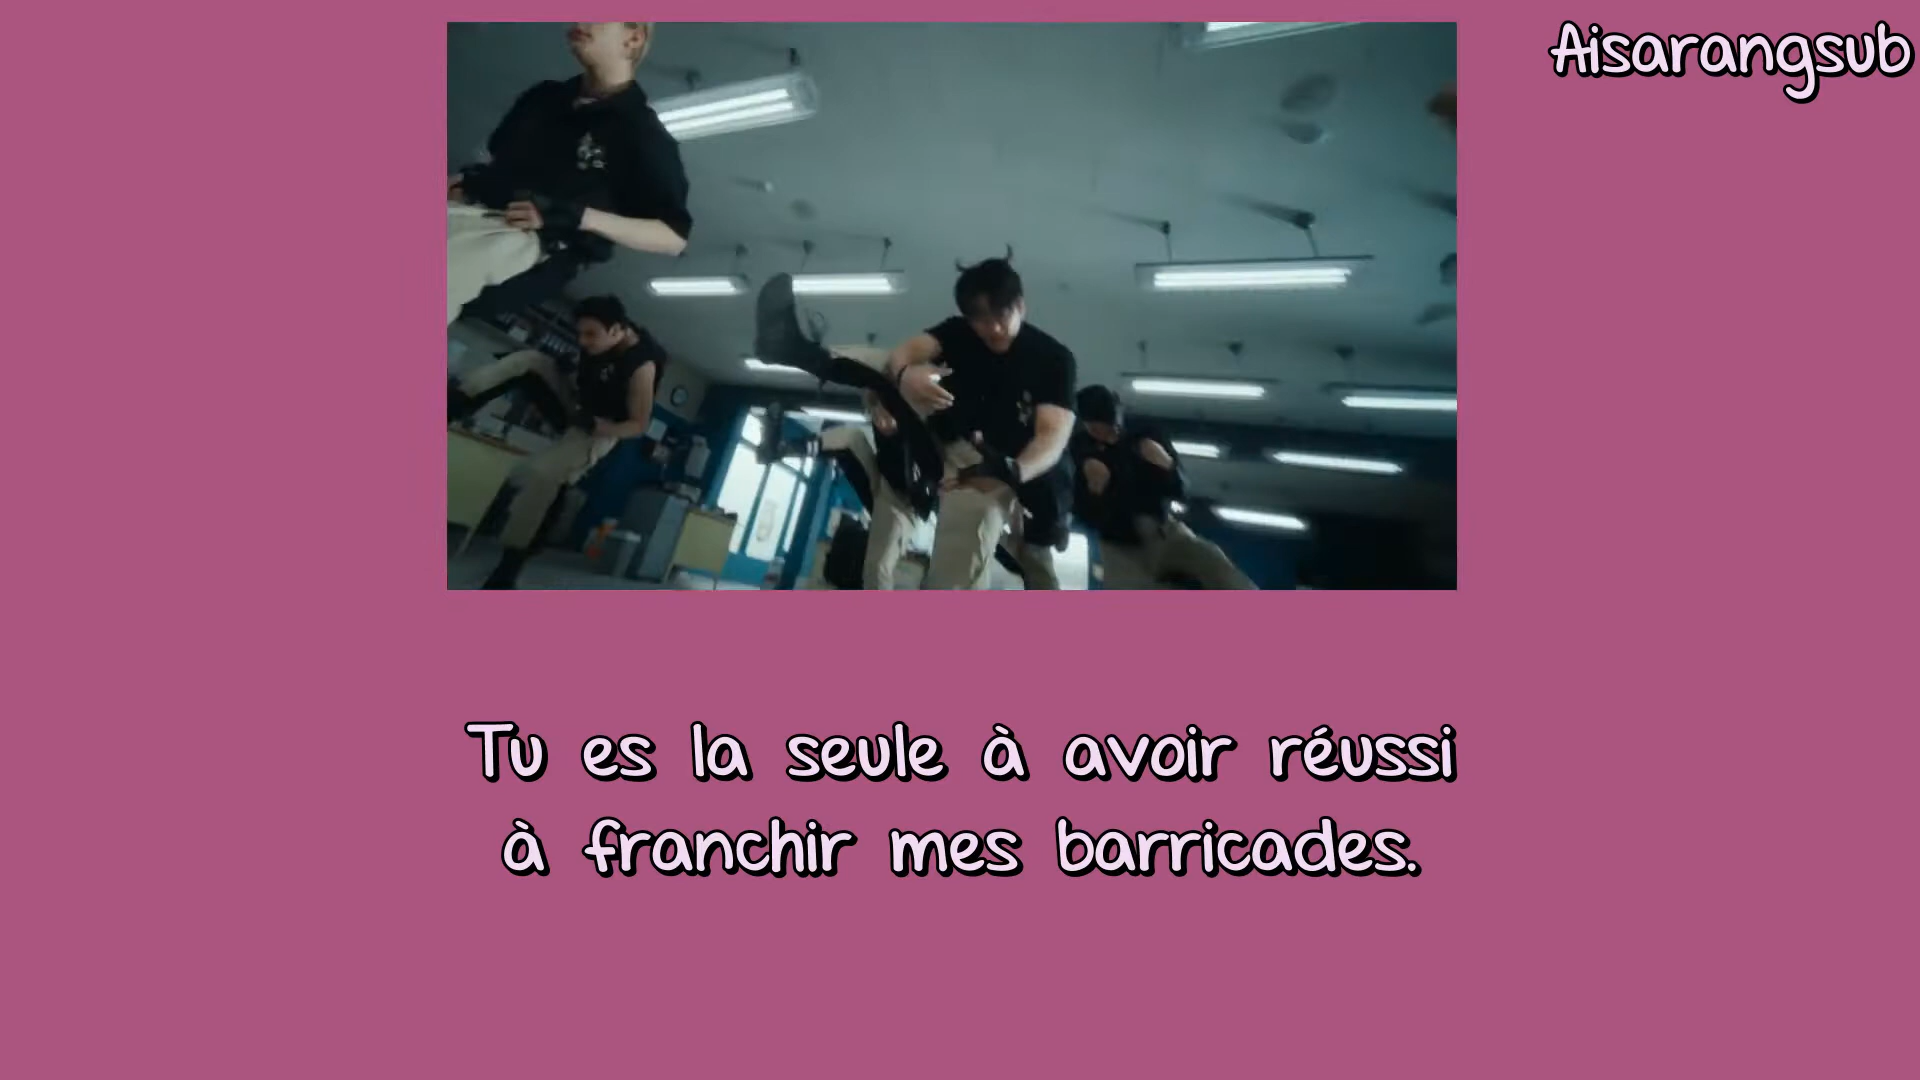 Aisarangsub
Tu es la seule à avoir réussi
à franchir mes barricades.